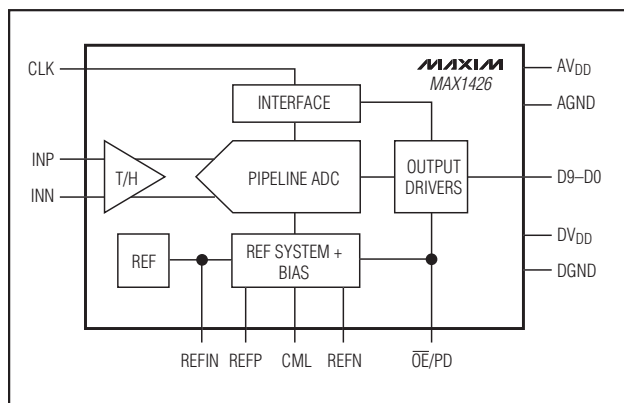 MAXIM
MAX1426
CLK
INTERFACE
AVDD
AGND
INP
INN
T/H
PIPELINE ADC
OUTPUT
DRIVERS
D9–D0
REF
REF SYSTEM +
BIAS
DVDD
DGND
REFIN
REFP
CML
REFN
OE/PD